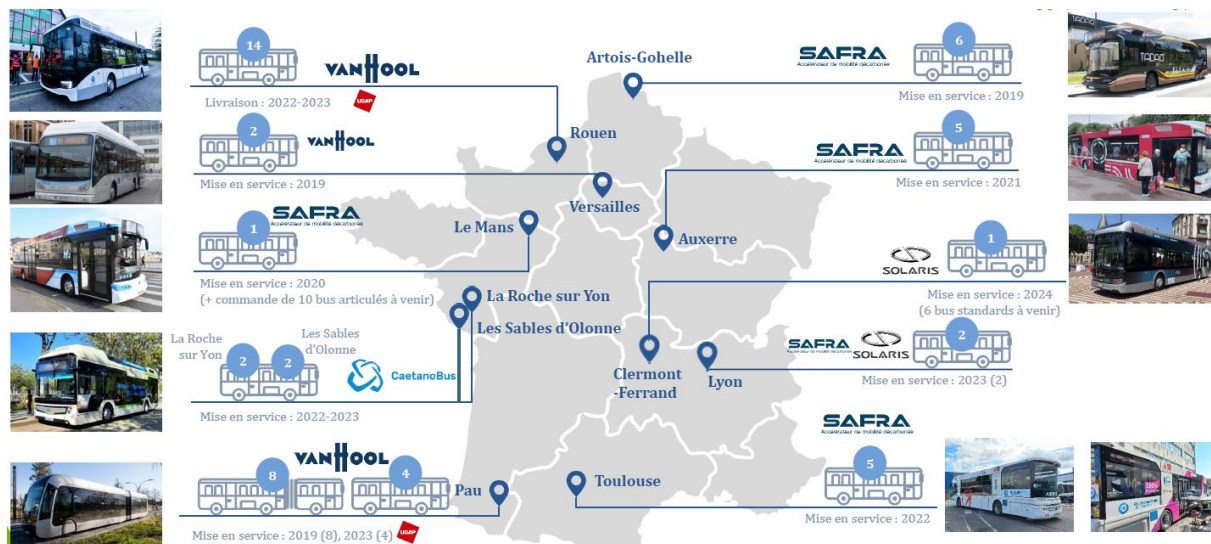 14
VANHOOL
Livraison : 2022-2023
UGAP
Rouen
2
VANHOOL
Mise en service : 2019
Versailles
SAFRA
Accélérateur de mobilité décarbonée
1
Le Mans
Mise en service : 2020
(+ commande de 10 bus articulés à venir)
La Roche
sur Yon
Les Sables
d'Olonne
2
2
CaetanoBus
Mise en service : 2022-2023
La Roche sur Yon
Les Sables d'Olonne
VANHOOL
8
4
Pau
Mise en service : 2019 (8), 2023 (4)
UGAP
Artois-Gohelle
SAFRA
Accélérateur de mobilité décarbonée
6
Mise en service : 2019
TADAO
SAFRA
Accélérateur de mobilité décarbonée
5
Mise en service : 2021
Auxerre
SOLARIS
1
Mise en service : 2024
(6 bus standards à venir)
Clermont
-Ferrand
SAFRA
Accélérateur de mobilité décarbonée
SOLARIS
2
Lyon
Mise en service : 2023 (2)
SAFRA
Accélérateur de mobilité décarbonée
5
Toulouse
Mise en service : 2022